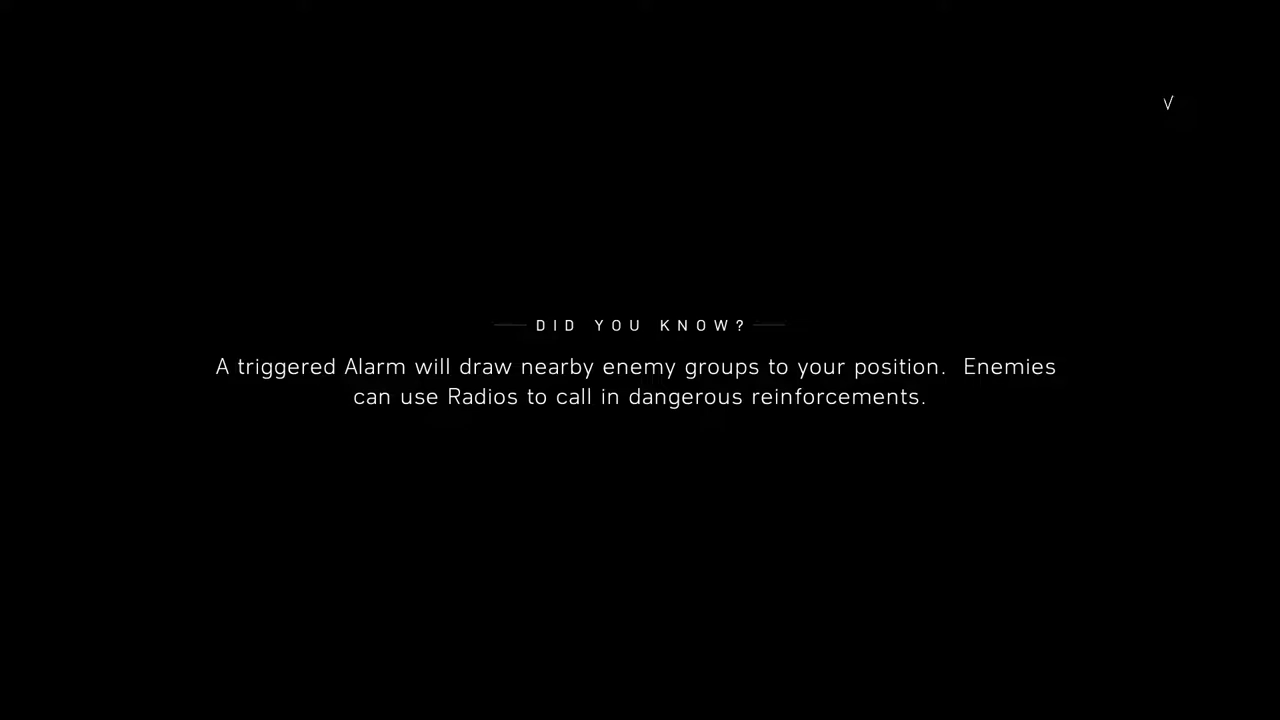 DID YOU KNOW?
A triggered Alarm will draw nearby enemy groups to your position.  Enemies
can use Radios to call in dangerous reinforcements.